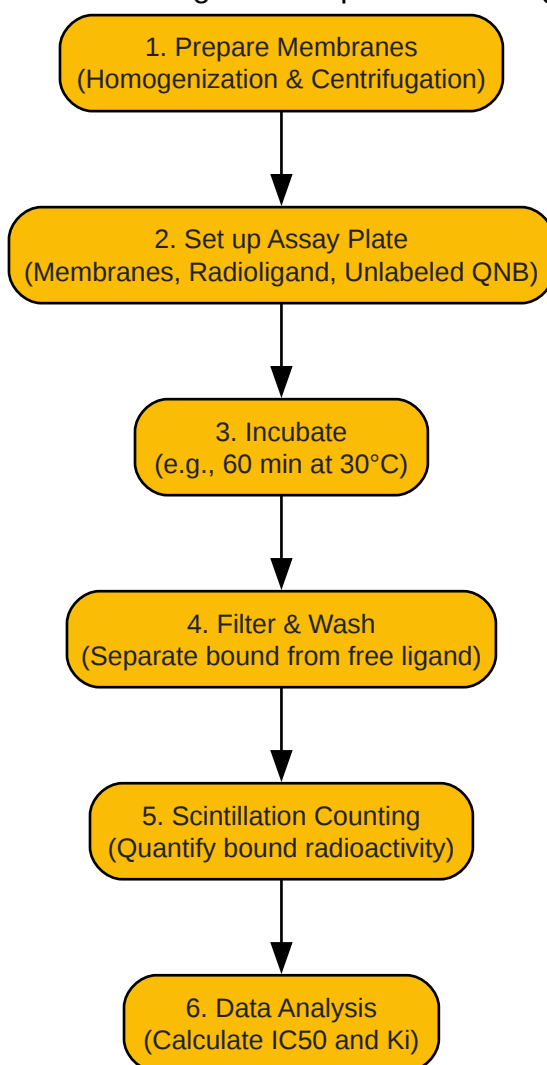 1. Prepare Membranes
(Homogenization & Centrifugation)
2. Set up Assay Plate
(Membranes, Radioligand, Unlabeled QNB)
3. Incubate
(e.g., 60 min at 30°C)
4. Filter & Wash
(Separate bound from free ligand)
5. Scintillation Counting
(Quantify bound radioactivity)
6. Data Analysis
(Calculate IC50 and Ki)